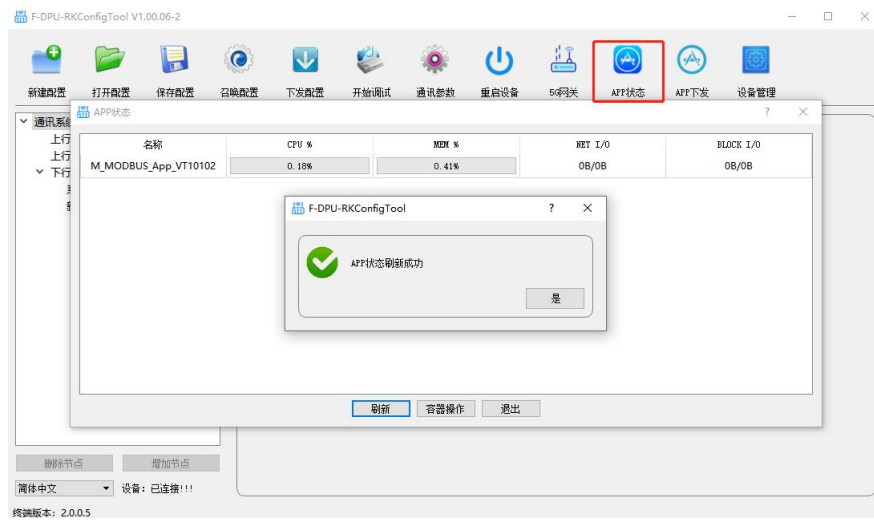 F-DPU-RKConfigTool V1.00.06-2
新建配置 打开配置 保存配置 召唤配置 下发配置 开始调试 通讯参数 重启设备 5G网关 APP状态 APP下发 设备管理
通讯系
上行
上行
下行
APP状态
名称 CPU % MEM % NET I/O BLOCK I/O
M_MODBUS_App_VT10102 0.18% 0.41% 0B/0B 0B/0B
F-DPU-RKConfigTool
APP状态刷新成功
是
刷新 容器操作 退出
删除节点 增加节点
简体中文 设备: 已连接!!!
终端版本: 2.0.0.5